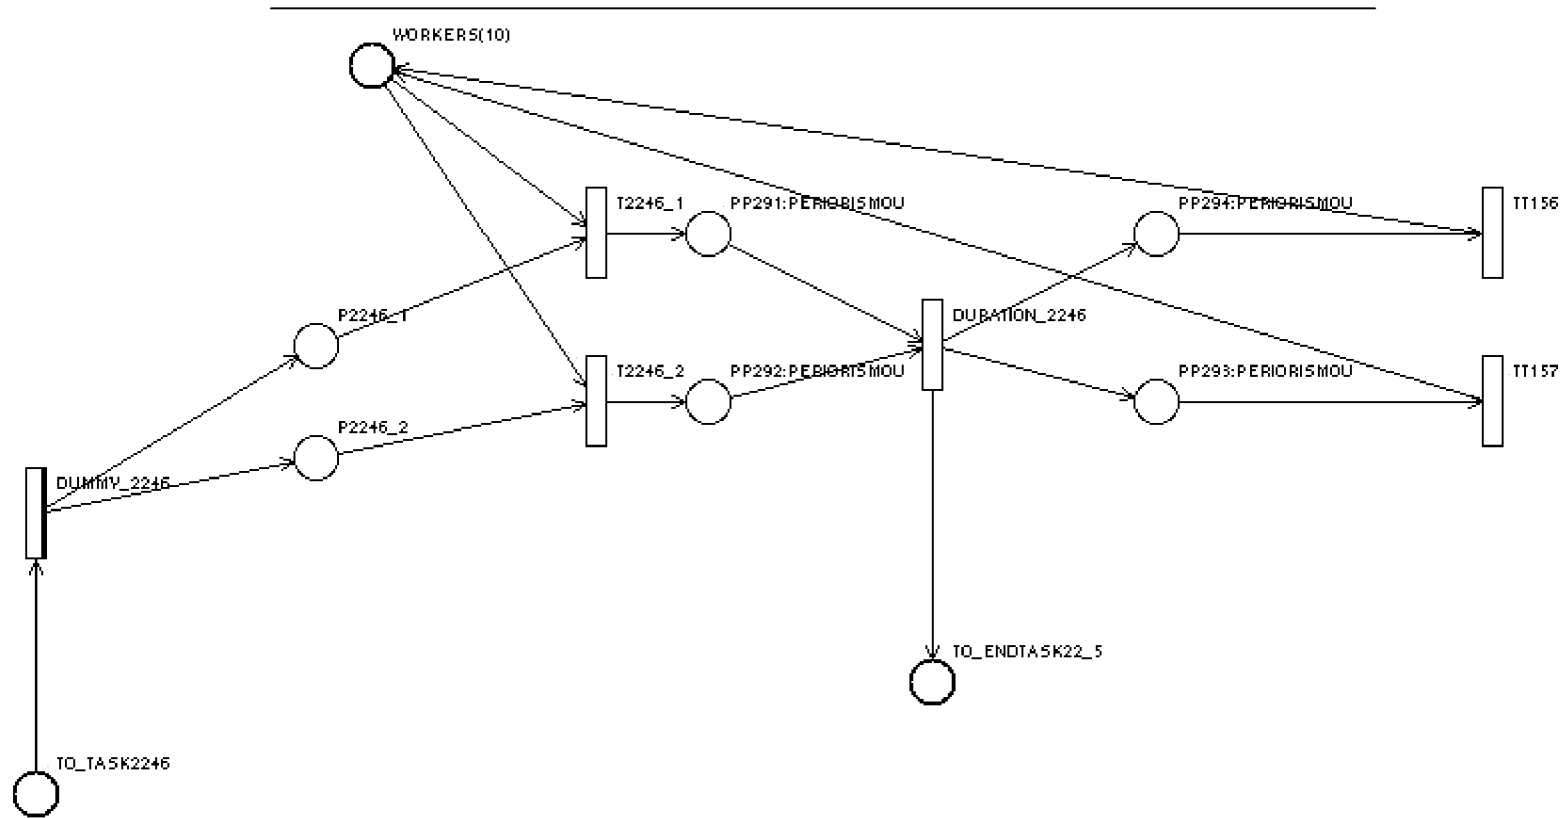 WORKERS(10)
T2246_1
PP291:PERIORISMOU
PP294:PERIORISMOU
TT156
P2246_1
DURATION_2246
T2246_2
PP292:PERIORISMOU
PP293:PERIORISMOU
TT157
P2246_2
DUMMY_2246
TO_ENDTASK22_5
TO_TASK2246